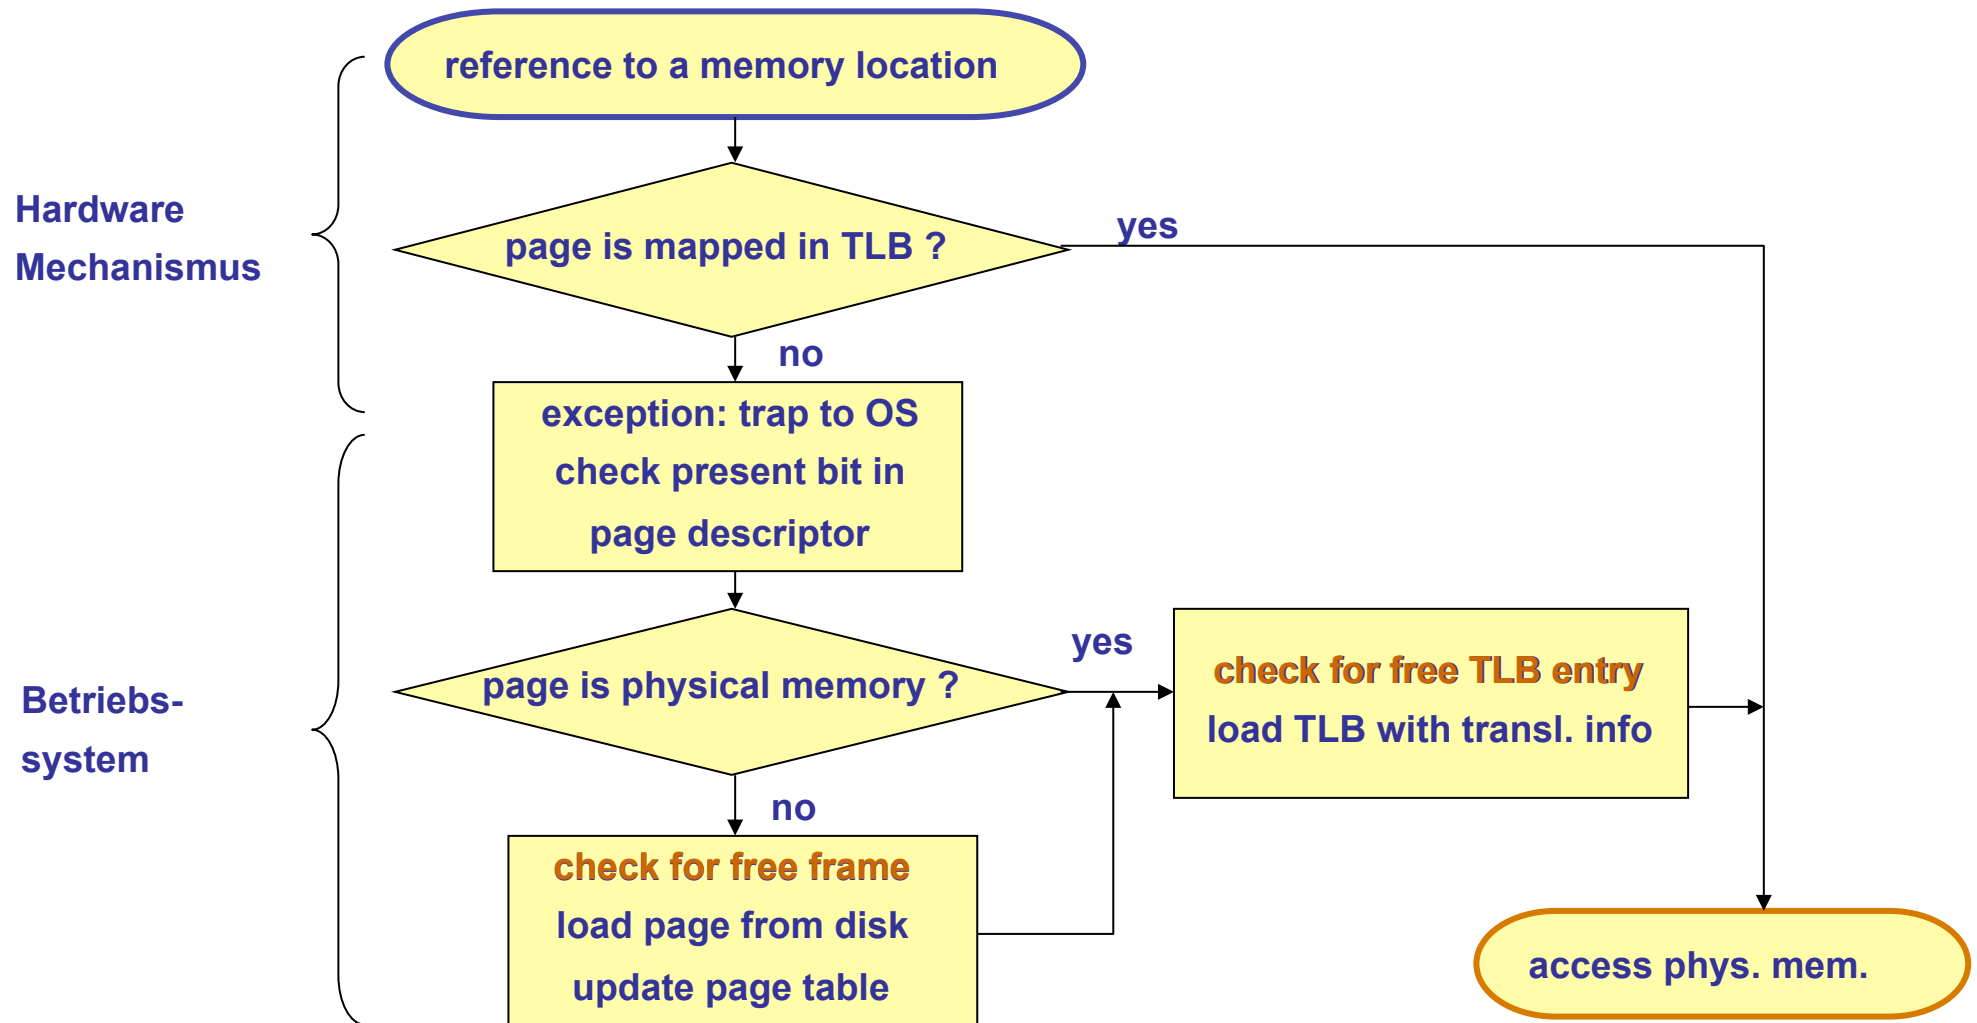 reference to a memory location
Hardware
Mechanismus
page is mapped in TLB ?
yes
no
exception: trap to OS
check present bit in
page descriptor
Betriebs-
system
page is physical memory ?
yes
check for free TLB entry
load TLB with transl. info
no
check for free frame
load page from disk
update page table
access phys. mem.